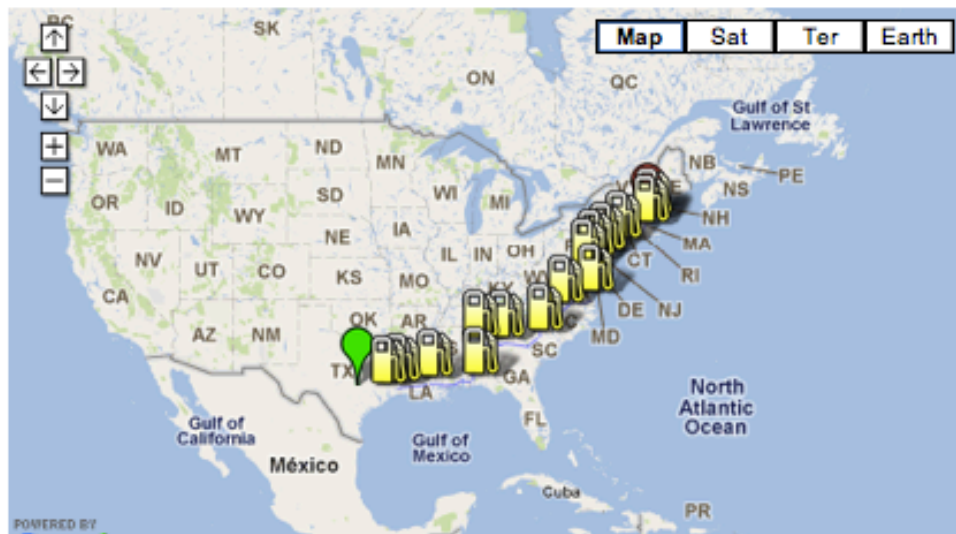 SK
Map
Sat
Ter
Earth
ON
QC
Gulf of St
Lawrence
WA
MT
ND
MN
NB
PE
OR
ID
SD
WI
MI
NS
WY
NH
NE
IA
MA
NV
UT
CO
IL
IN
OH
CT
RI
KS
MO
KY
CA
DE
NJ
AZ
NM
OK
AR
SC
MD
TX
LA
GA
North
Atlantic
Ocean
FL
Gulf of
California
Gulf of
Mexico
México
Cuba
PR
POWERED BY